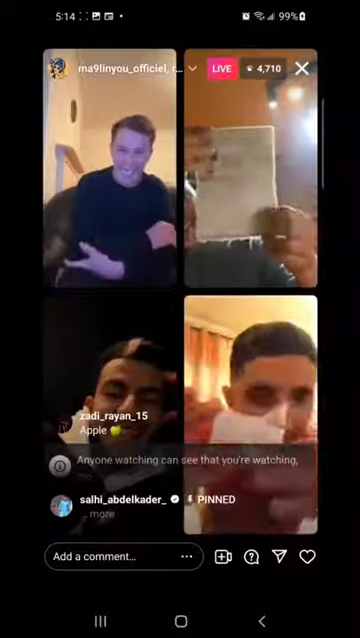 5:14
99%
ma9linyou_officiel, r...
LIVE
4,710
zadi_rayan_15
Apple 🍏
Anyone watching can see that you're watching,
salhi_abdelkader_
PINNED
... more
Add a comment...